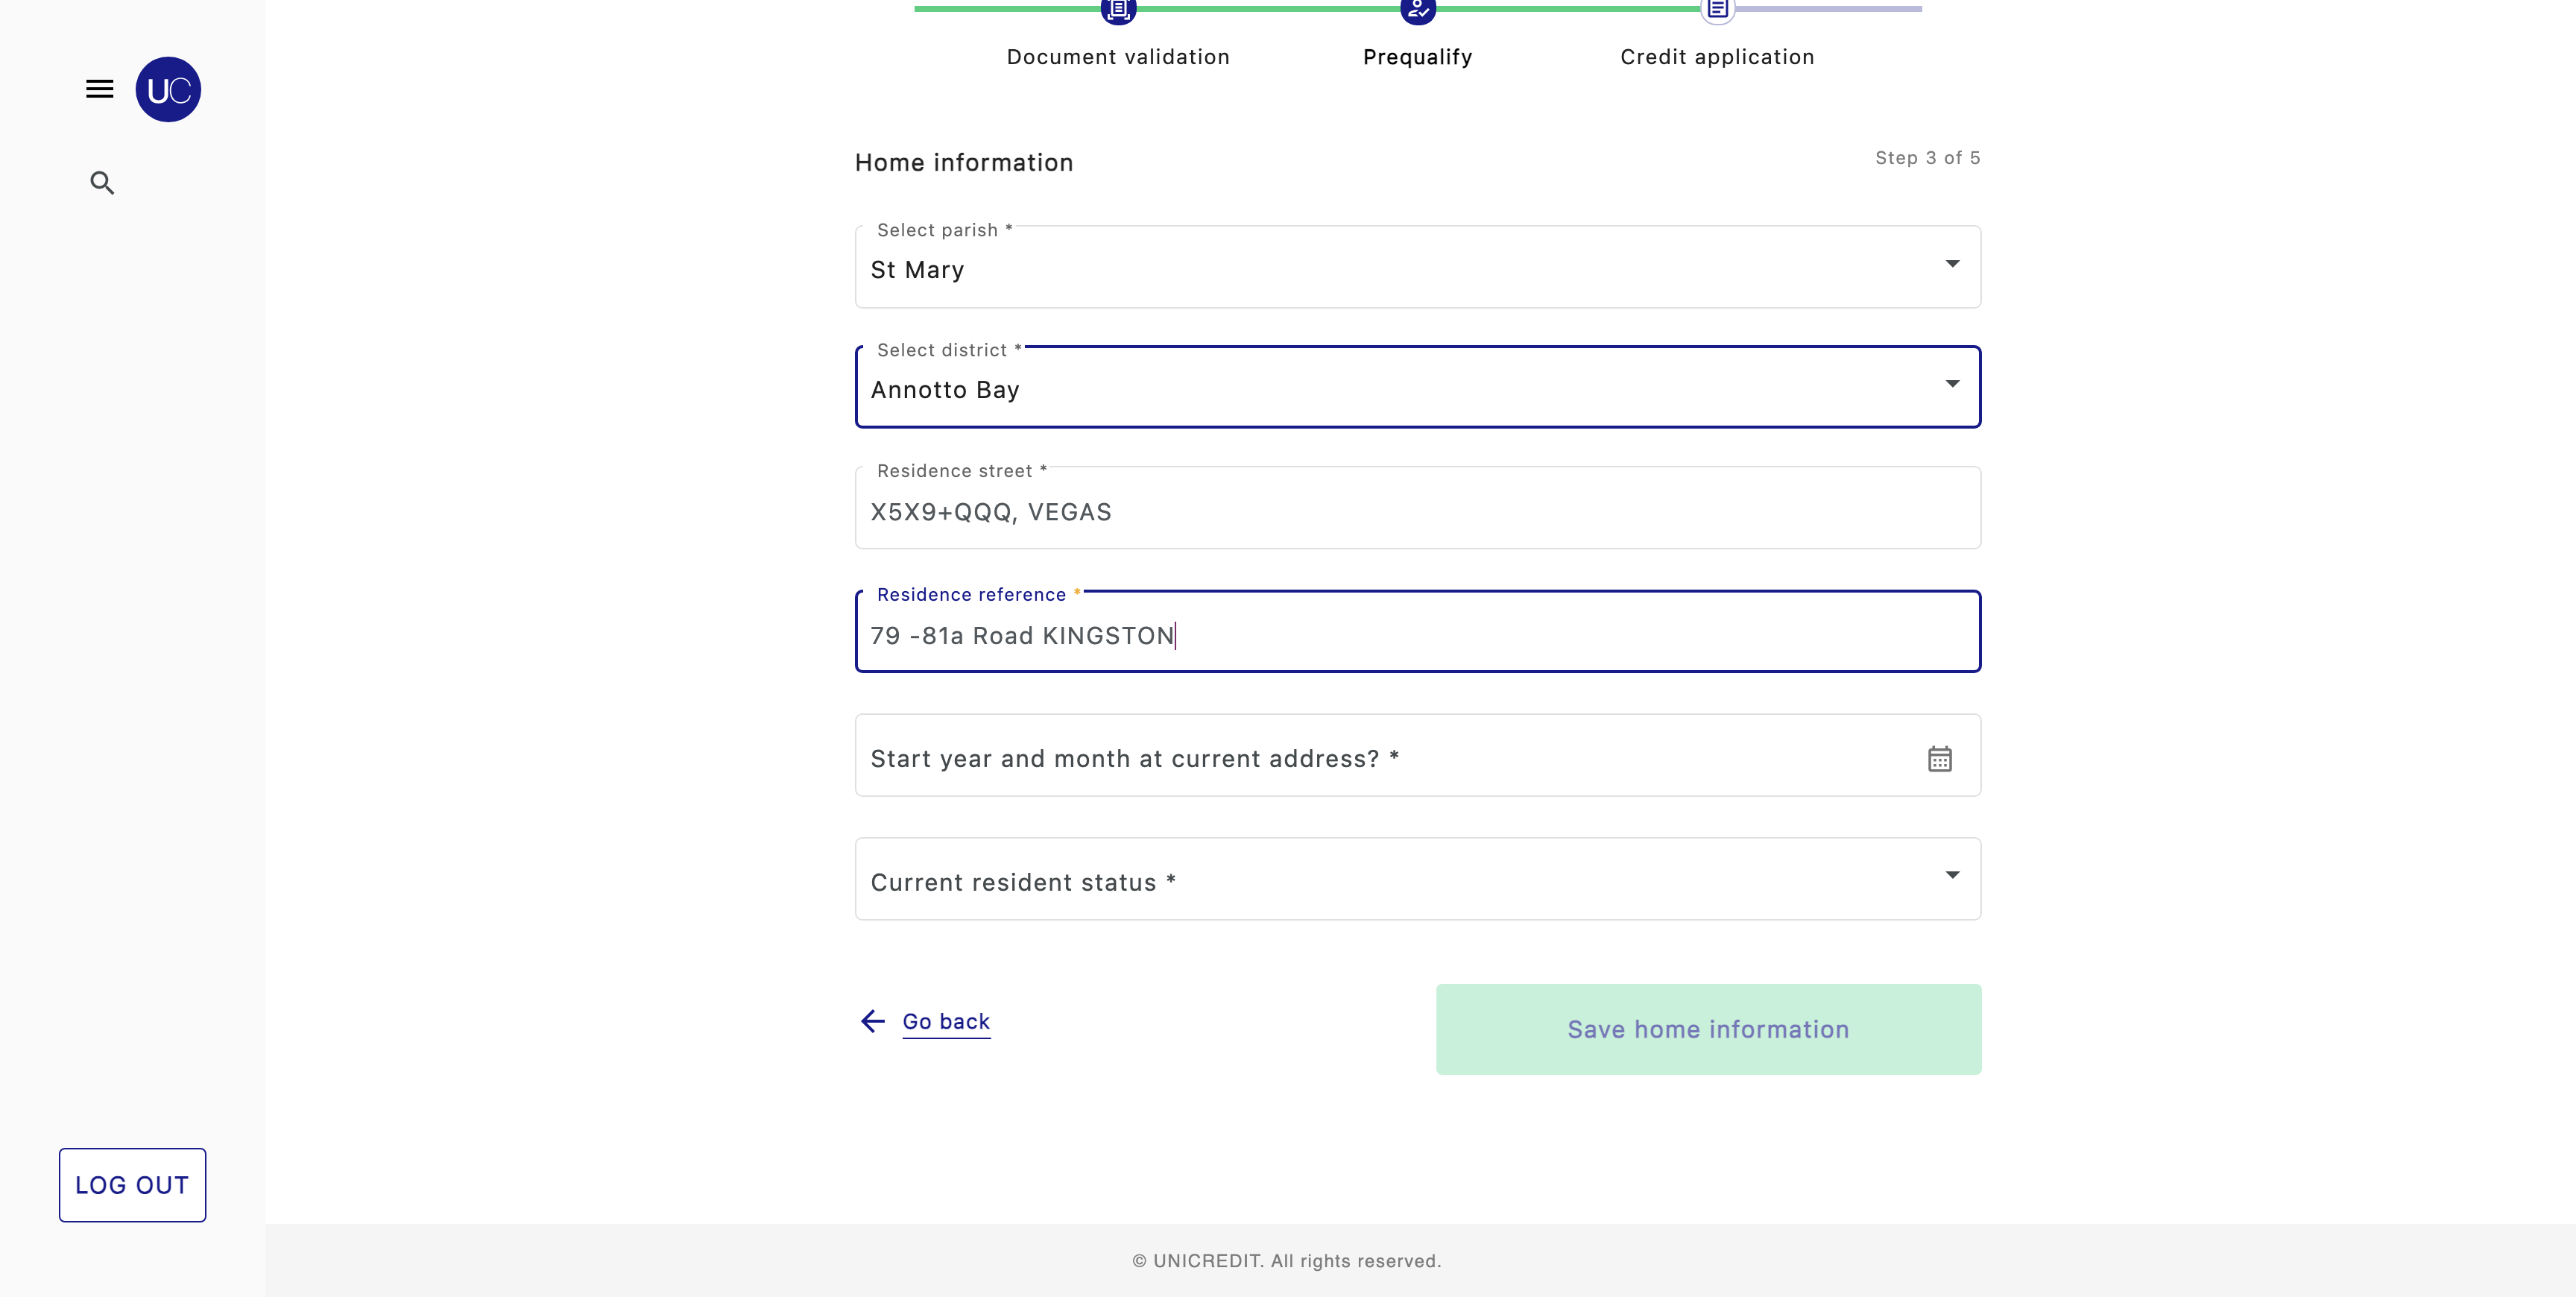 Document validation
Prequalify
Credit application
UC
Home information
Step 3 of 5
Select parish *
St Mary
Select district *
Annotto Bay
Residence street *
X5X9+QQQ, VEGAS
Residence reference *
79 -81a Road KINGSTON
Start year and month at current address? *
Current resident status *
Go back
Save home information
LOG OUT
© UNICREDIT. All rights reserved.